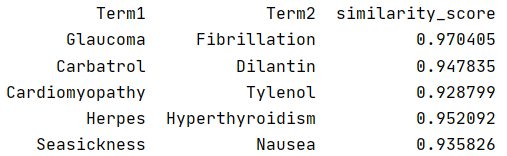 Term1 Term2 similarity_score
Glaucoma Fibrillation 0.970405
Carbatrol Dilantin 0.947835
Cardiomyopathy Tylenol 0.928799
Herpes Hyperthyroidism 0.952092
Seasickness Nausea 0.935826